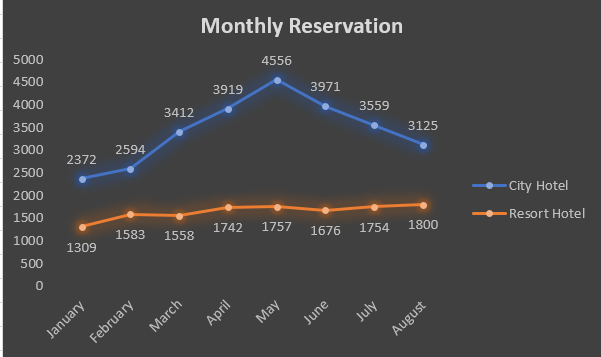 Monthly Reservation
5000
4500
4000
3500
3000
2500
2000
1500
1000
500
0
2372
2594
3412
3919
4556
3971
3559
3125
1309
1583
1558
1742
1757
1676
1754
1800
January
February
March
April
May
June
July
August
City Hotel
Resort Hotel